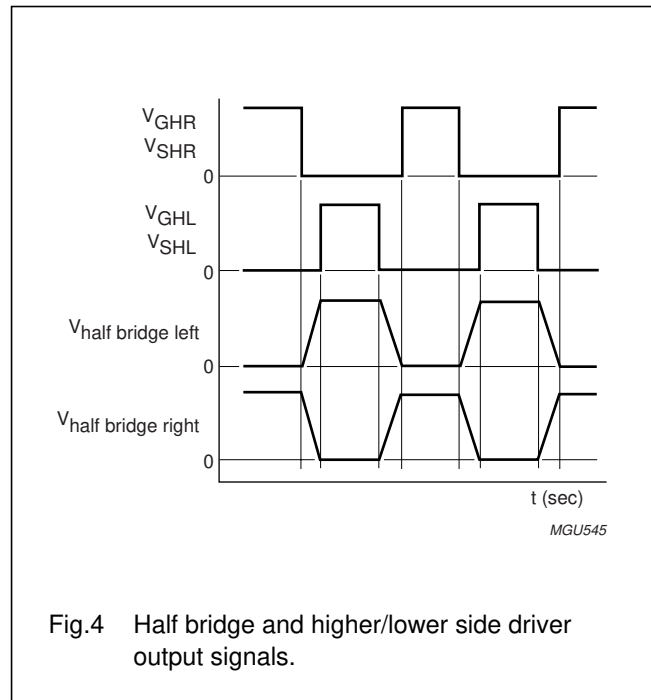 VGHR
VSHR
0
VGHL
VSHL
0
Vhalf bridge left
0
Vhalf bridge right
0
t (sec)
MGU545
Fig.4 Half bridge and higher/lower side driver
output signals.